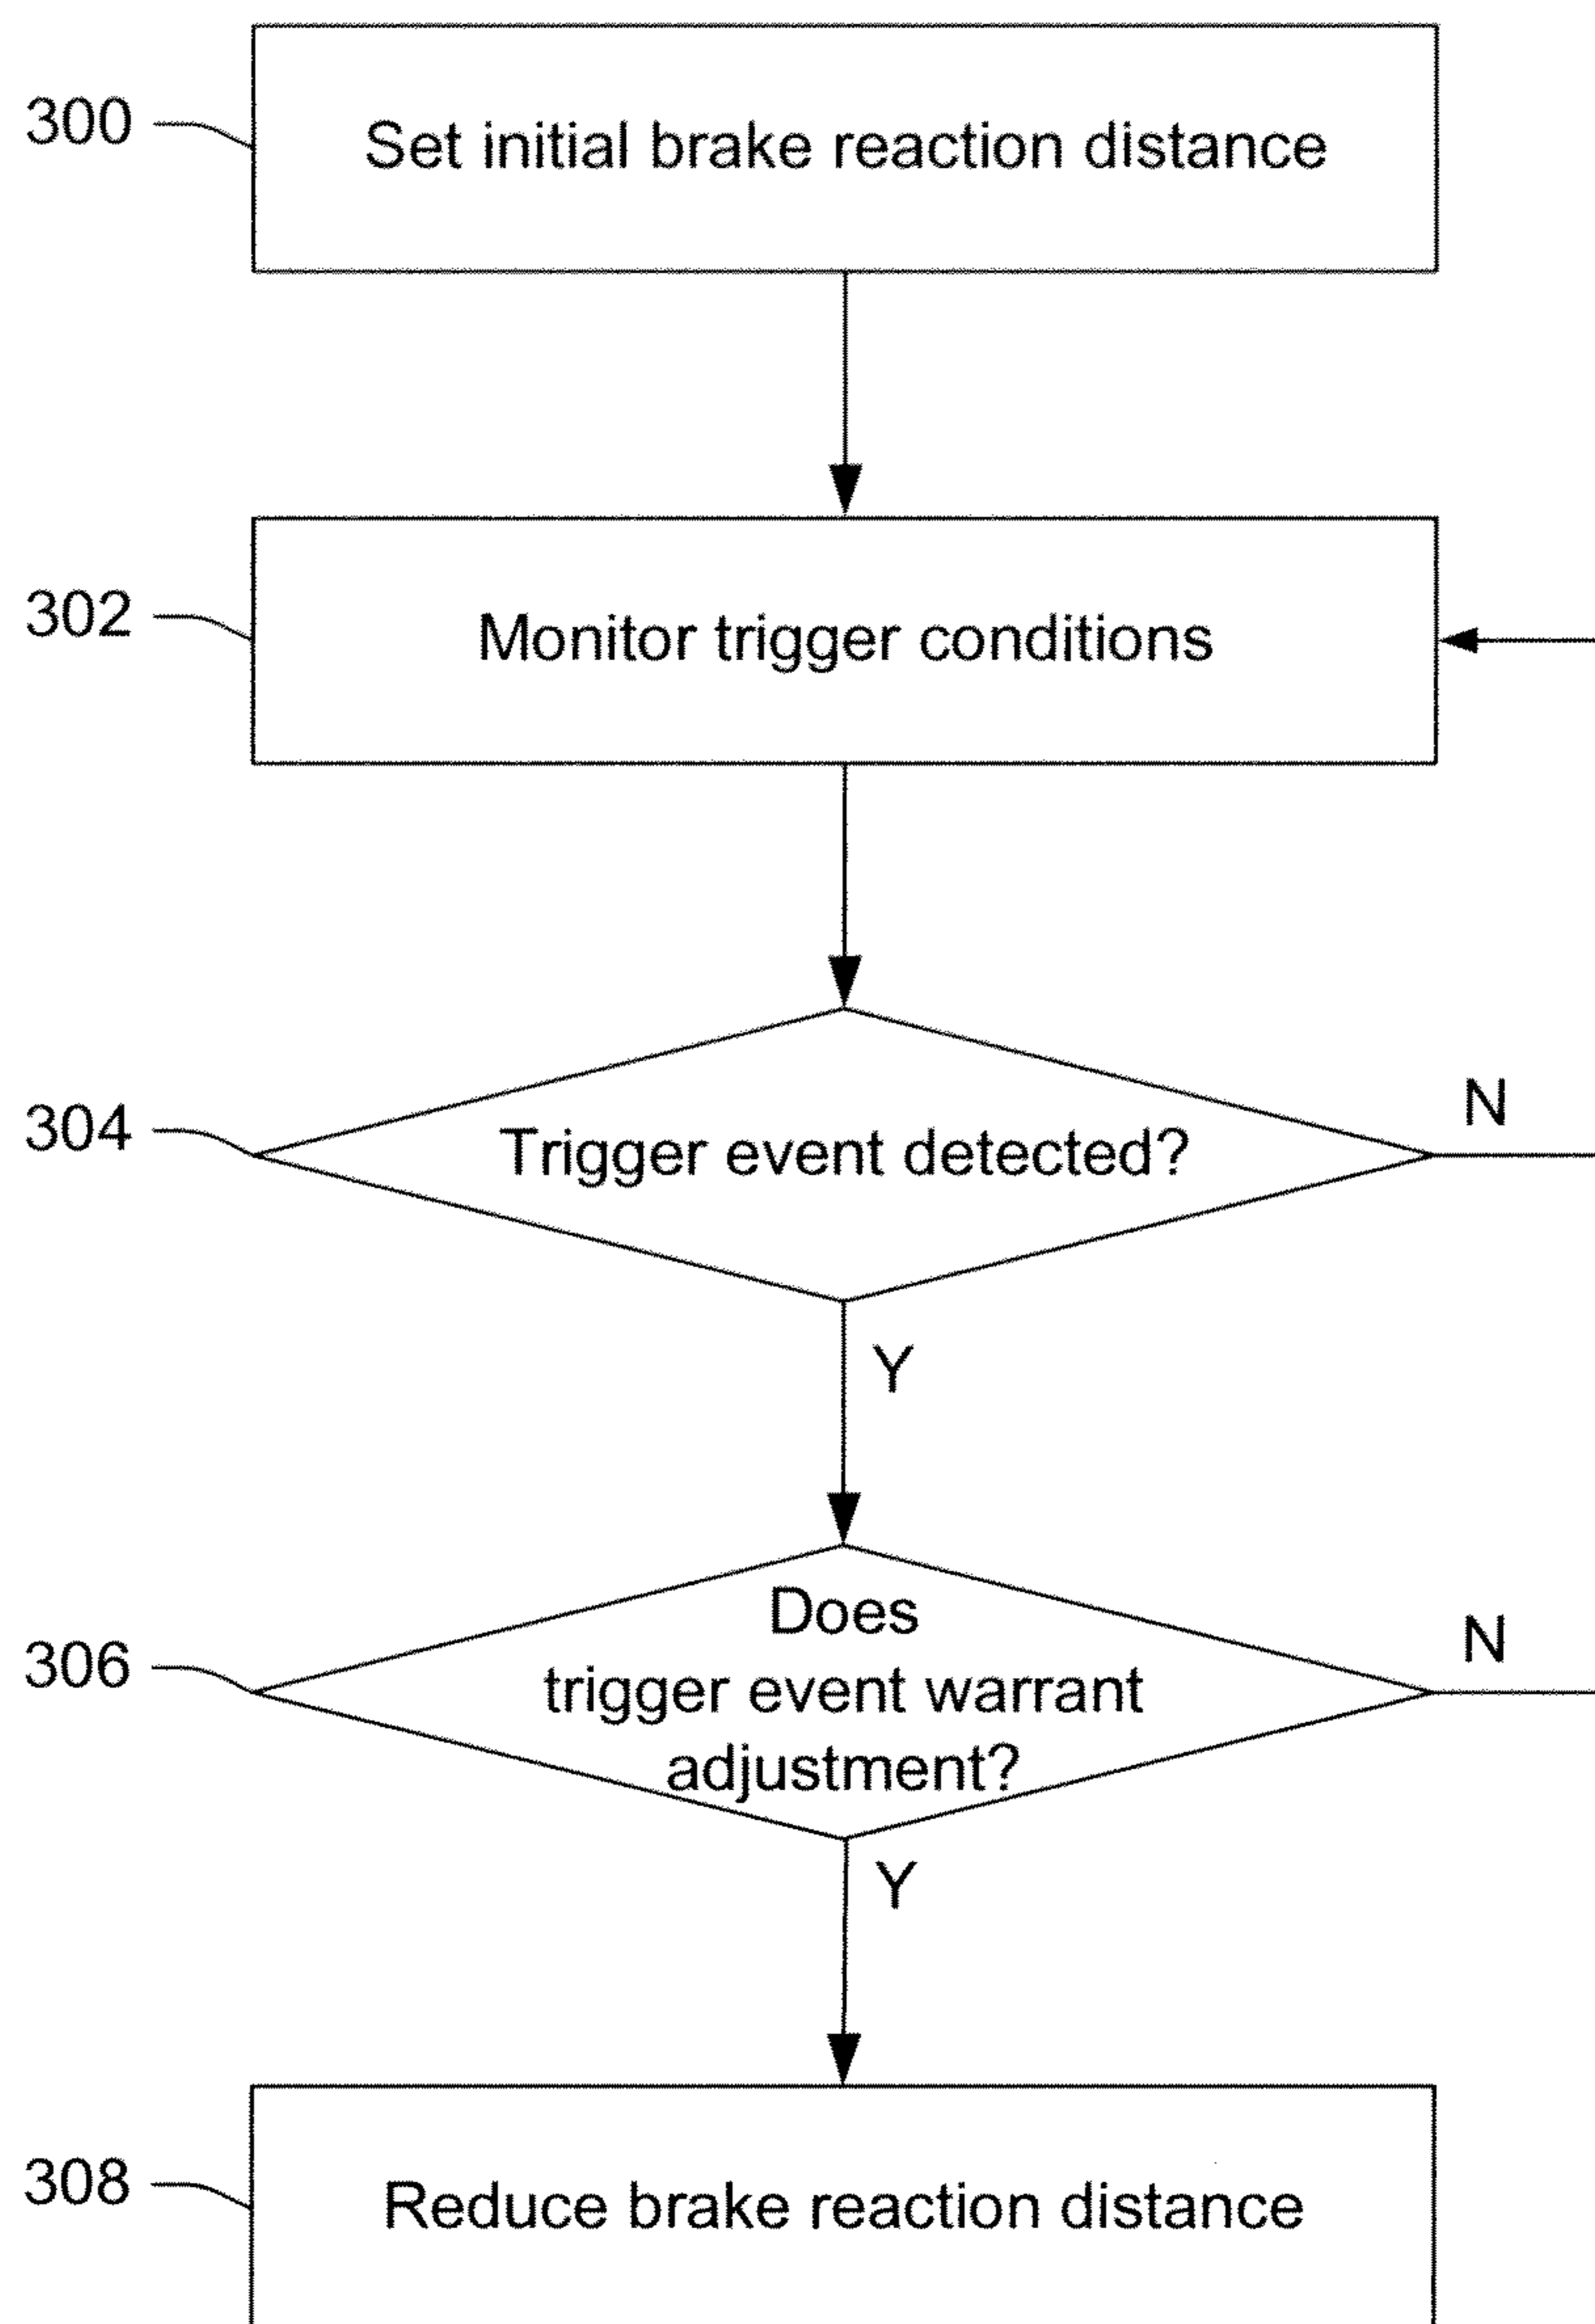 300
Set initial brake reaction distance
302
Monitor trigger conditions
304
Trigger event detected?
N
Y
306
Does
trigger event warrant
adjustment?
N
Y
308
Reduce brake reaction distance